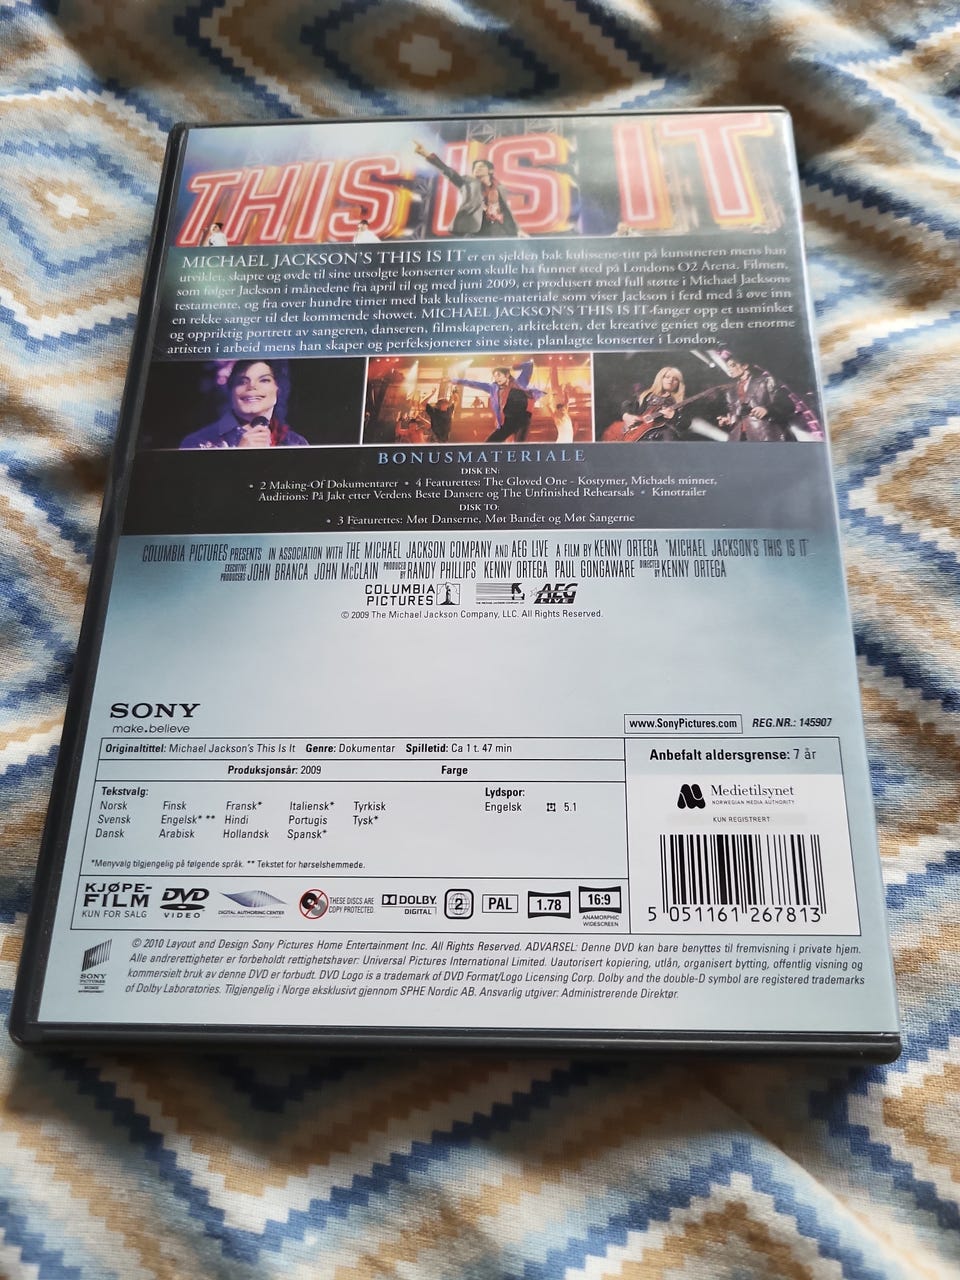 THIS IS IT
MICHAEL JACKSON'S THIS IS IT er en sjelden bak kulissene-titt på kunstneren mens han
utviklet, skapte og øvde til sine utsolgte konserter som skulle ha funnet sted på Londons O2 Arena. Filmen,
som følger Jackson i månedene fra april til og med juni 2009, er produsert med full støtte i Michael Jacksons
testamente, og fra over hundre timer med bak kulissene-materiale som viser Jackson i ferd med å øve inn
en rekke sanger til det kommende showet. MICHAEL JACKSON'S THIS IS IT-fanger opp et usminket
og oppriktig portrett av sangeren, danseren, filmskaperen, arkitekten, det kreative geniet og den enorme
artisten i arbeid mens han skaper og perfeksjonerer sine siste, planlagte konserter i London.
BONUSMATERIALE
DISK EN:
• 2 Making-Of Dokumentarer • 4 Featurettes: The Gloved One - Kostymer, Michaels minner,
Auditions: På Jakt etter Verdens Beste Dansere og The Unfinished Rehearsals • Kinotrailer
DISK TO:
• 3 Featurettes: Møt Danserne, Møt Bandet og Møt Sangerne
COLUMBIA PICTURES PRESENTS IN ASSOCIATION WITH THE MICHAEL JACKSON COMPANY AND AEG LIVE A FILM BY KENNY ORTEGA "MICHAEL JACKSON'S THIS IS IT"
EXECUTIVE PRODUCERS JOHN BRANCA JOHN McCLAIN PRODUCED BY RANDY PHILLIPS KENNY ORTEGA PAUL GONGAWARE DIRECTED BY KENNY ORTEGA
COLUMBIA PICTURES AEG LIVE
© 2009 The Michael Jackson Company, LLC. All Rights Reserved.
SONY
make.believe
www.SonyPictures.com REG.NR.: 145907
Originaltittel: Michael Jackson's This Is It Genre: Dokumentar Spilletid: Ca 1 t. 47 min
Anbefalt aldersgrense: 7 år
Produksjonsår: 2009 Farge
Tekstvalg: Lydspor:
Norsk Finsk Fransk* Italiensk* Tyrkisk Engelsk 5.1
Svensk Engelsk* ** Hindi Portugis Tysk*
Dansk Arabisk Hollandsk Spansk*
*Menyvalg tilgjengelig på følgende språk. ** Tekstet for hørselshemmede.
Medietilsynet
NORWEGIAN MEDIA AUTHORITY
KUN REGISTRERT
5 051161 267813
KJØPE-
FILM
KUN FOR SALG
DVD
VIDEO
DIGITAL AUTHORING CENTER
THESE DISCS ARE
COPY PROTECTED.
DOLBY
DIGITAL
2
PAL
1.78
16:9
ANAMORPHIC
WIDESCREEN
SONY
PICTURES
© 2010 Layout and Design Sony Pictures Home Entertainment Inc. All Rights Reserved. ADVARSEL: Denne DVD kan bare benyttes til fremvisning i private hjem.
Alle andrerettigheter er forbeholdt rettighetshaver: Universal Pictures International Limited. Uautorisert kopiering, utlån, organisert bytting, offentlig visning og
kommersielt bruk av denne DVD er forbudt. DVD Logo is a trademark of DVD Format/Logo Licensing Corp. Dolby and the double-D symbol are registered trademarks
of Dolby Laboratories. Tilgjengelig i Norge eksklusivt gjennom SPHE Nordic AB. Ansvarlig utgiver: Administrerende Direktør.